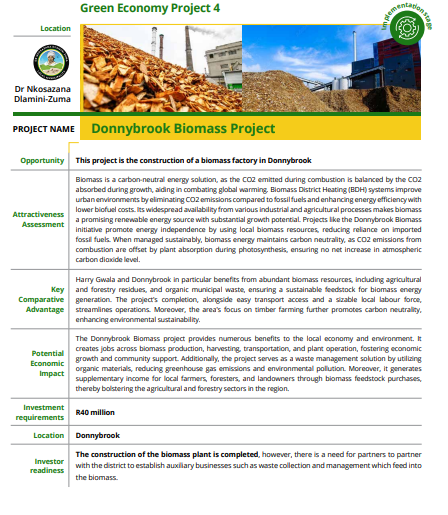 Green Economy Project 4
Implementation stage
Location
Dr Nkosazana
Dlamini-Zuma
PROJECT NAME Donnybrook Biomass Project
Opportunity This project is the construction of a biomass factory in Donnybrook
Attractiveness
Assessment
Biomass is a carbon-neutral energy solution, as the CO2 emitted during combustion is balanced by the CO2
absorbed during growth, aiding in combating global warming. Biomass District Heating (BDH) systems improve
urban environments by eliminating CO2 emissions compared to fossil fuels and enhancing energy efficiency with
lower biofuel costs. Its widespread availability from various industrial and agricultural processes makes biomass
a promising renewable energy source with substantial growth potential. Projects like the Donnybrook Biomass
initiative promote energy independence by using local biomass resources, reducing reliance on imported
fossil fuels. When managed sustainably, biomass energy maintains carbon neutrality, as CO2 emissions from
combustion are offset by plant absorption during photosynthesis, ensuring no net increase in atmospheric
carbon dioxide level.
Key
Comparative
Advantage
Harry Gwala and Donnybrook in particular benefits from abundant biomass resources, including agricultural
and forestry residues, and organic municipal waste, ensuring a sustainable feedstock for biomass energy
generation. The project's completion, alongside easy transport access and a sizable local labour force,
streamlines operations. Moreover, the area's focus on timber farming further promotes carbon neutrality,
enhancing environmental sustainability.
Potential
Economic
Impact
The Donnybrook Biomass project provides numerous benefits to the local economy and environment. It
creates jobs across biomass production, harvesting, transportation, and plant operation, fostering economic
growth and community support. Additionally, the project serves as a waste management solution by utilizing
organic materials, reducing greenhouse gas emissions and environmental pollution. Moreover, it generates
supplementary income for local farmers, foresters, and landowners through biomass feedstock purchases,
thereby bolstering the agricultural and forestry sectors in the region.
Investment
requirements
R40 million
Location Donnybrook
Investor
readiness
The construction of the biomass plant is completed, however, there is a need for partners to partner
with the district to establish auxiliary businesses such as waste collection and management which feed into
the biomass.